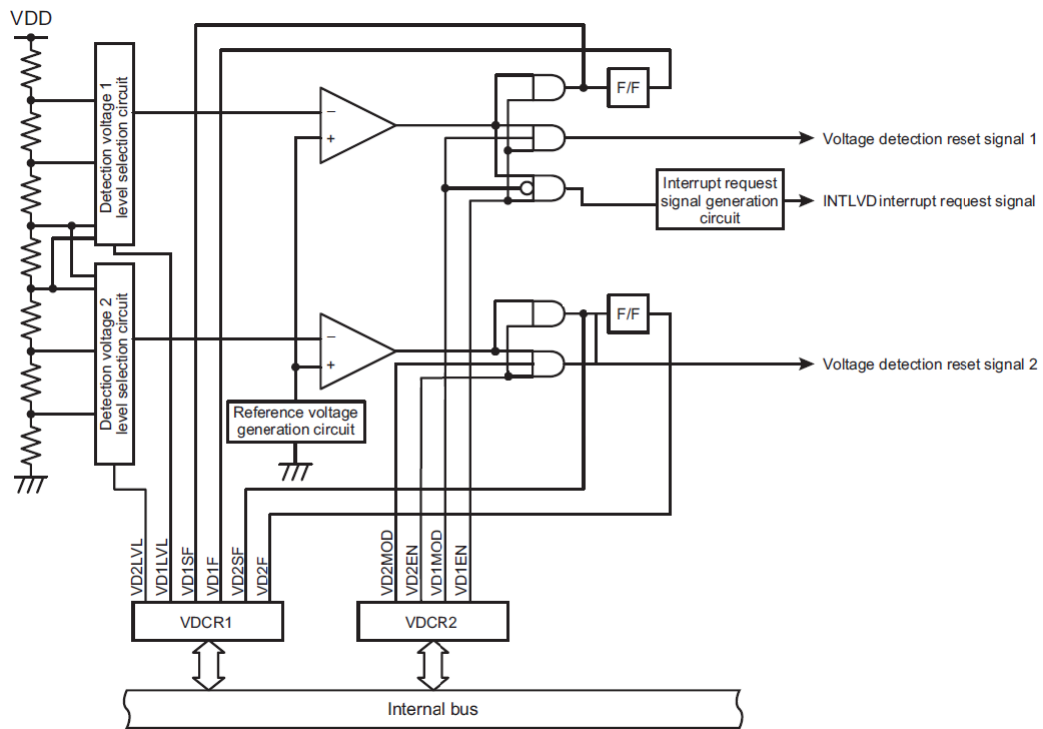 VDD
Detection voltage 1
level selection circuit
−
+
F/F
Voltage detection reset signal 1
Interrupt request
signal generation
circuit
INTLVD interrupt request signal
Detection voltage 2
level selection circuit
−
+
F/F
Voltage detection reset signal 2
Reference voltage
generation circuit
VD2LVL
VD1LVL
VD1SF
VD1F
VD2SF
VD2F
VD2MOD
VD2EN
VD1MOD
VD1EN
VDCR1
VDCR2
Internal bus